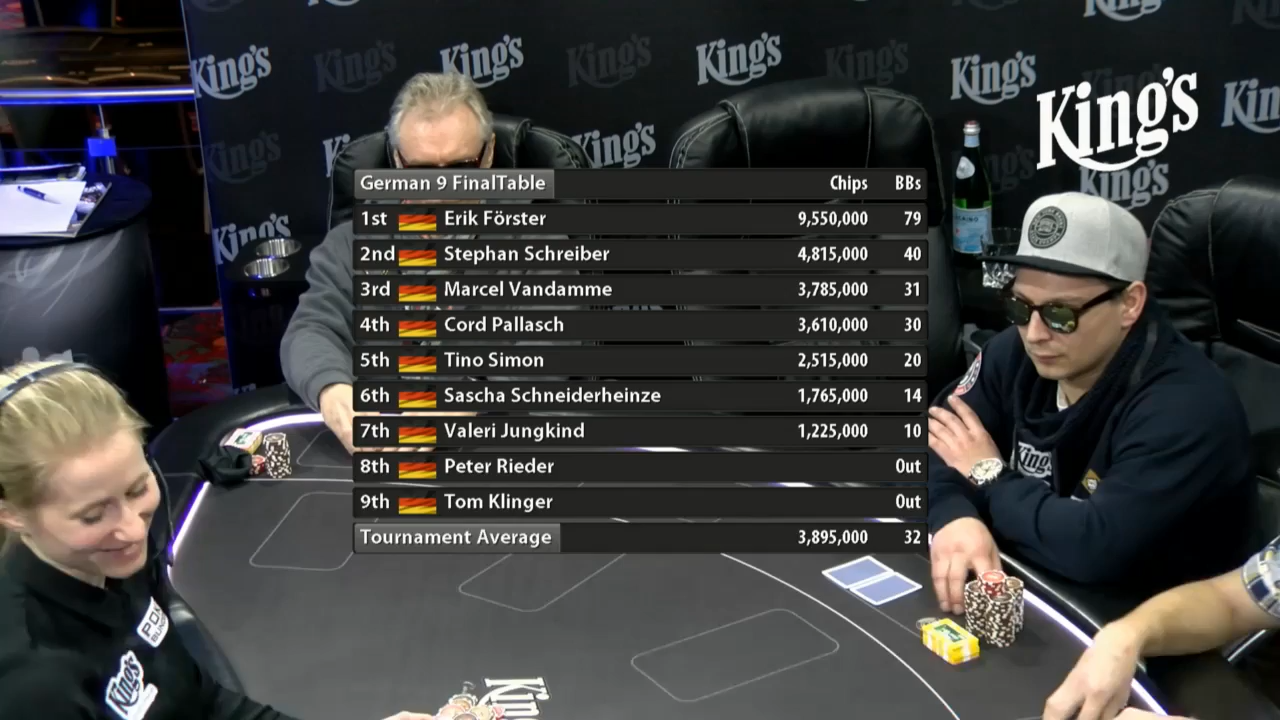 King's King's King's King's King's King's
King's
King's King's
King's King's
King's
German 9 FinalTable Chips BBs
1st Erik Förster 9,550,000 79
2nd Stephan Schreiber 4,815,000 40
3rd Marcel Vandamme 3,785,000 31
4th Cord Pallasch 3,610,000 30
5th Tino Simon 2,515,000 20
6th Sascha Schneiderheinze 1,765,000 14
7th Valeri Jungkind 1,225,000 10
8th Peter Rieder Out
9th Tom Klinger Out
Tournament Average 3,895,000 32
King's
King's